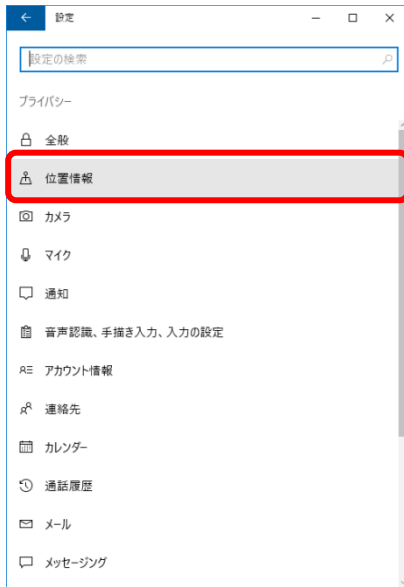 設定
設定の検索
プライバシー
全般
位置情報
カメラ
マイク
通知
音声認識、手描き入力、入力の設定
アカウント情報
連絡先
カレンダー
通話履歴
メール
メッセージング